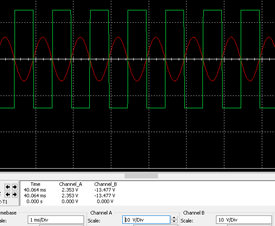 Time Channel_A Channel_B
40.064 ms 2.353 V -13.477 V
40.064 ms 2.353 V -13.477 V
0.000 s 0.000 V 0.000 V
T1
mebase Channel A Channel B
Scale: 1 ms/Div Scale: 10 V/Div Scale: 10 V/Div